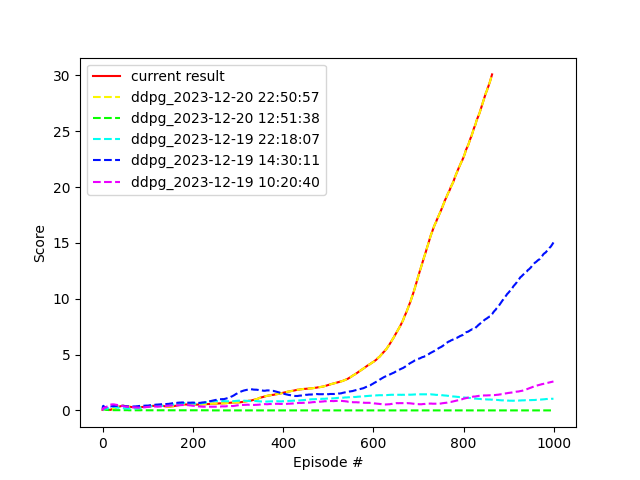 current result
ddpg_2023-12-20 22:50:57
ddpg_2023-12-20 12:51:38
ddpg_2023-12-19 22:18:07
ddpg_2023-12-19 14:30:11
ddpg_2023-12-19 10:20:40
30
25
20
15
10
5
0
Score
0 200 400 600 800 1000
Episode #